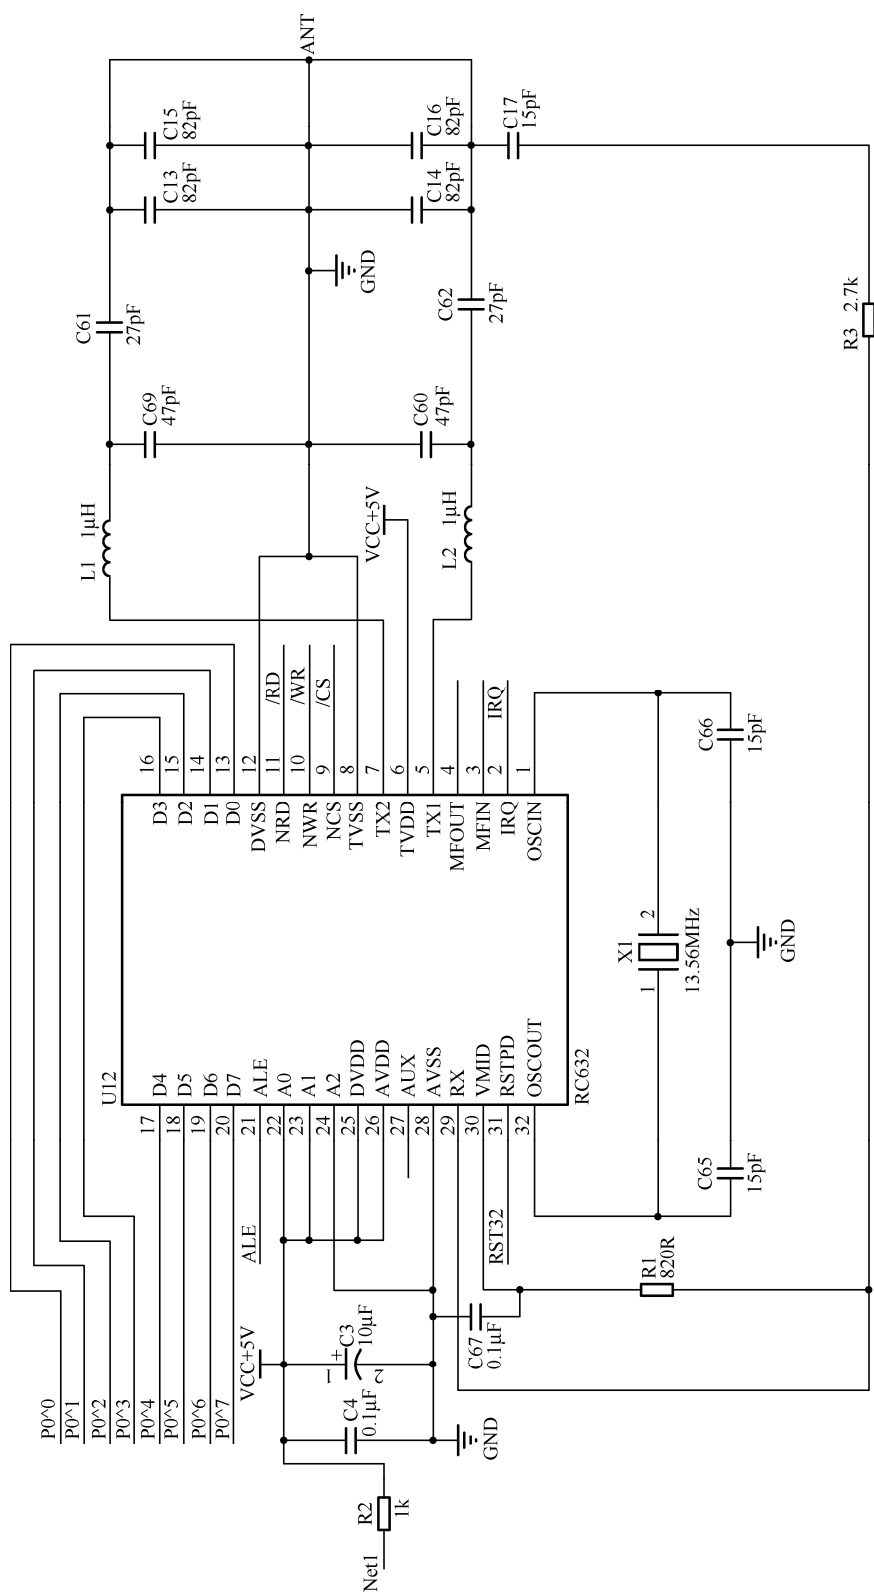 ANT
C15
82pF
C16
82pF
C17
15pF
C13
82pF
C14
82pF
GND
C61
27pF
C62
27pF
R3 2.7k
C69
47pF
C60
47pF
L1 1μH
VCC+5V
L2 1μH
/RD
/WR
/CS
IRQ
16
15
14
13
12
11
10
9
8
7
6
5
4
3
2
1
D3
D2
D1
D0
DVSS
NRD
NWR
NCS
TVSS
TX2
TVDD
TX1
MFOUT
MFIN
IRQ
OSCIN
C66
15pF
X1
1
2
13.56MHz
GND
U12
RC632
D4
D5
D6
D7
ALE
A0
A1
A2
DVDD
AVDD
AUX
AVSS
RX
VMID
RSTPD
OSCOUT
17
18
19
20
21
22
23
24
25
26
27
28
29
30
31
32
C65
15pF
ALE
RST32
R1
820R
VCC+5V
1
+
C3
10μF
2
C67
0.1μF
C4
0.1μF
GND
P0^0
P0^1
P0^2
P0^3
P0^4
P0^5
P0^6
P0^7
R2
1k
Net1